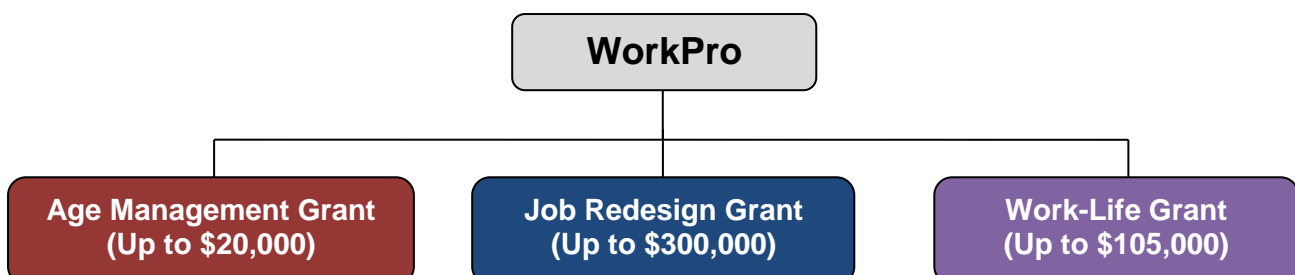 WorkPro
Age Management Grant
(Up to $20,000)
Job Redesign Grant
(Up to $300,000)
Work-Life Grant
(Up to $105,000)